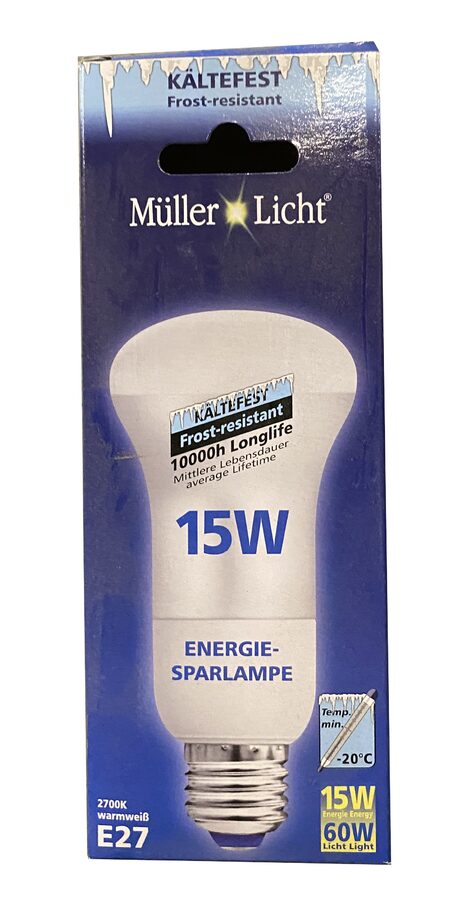 KÄLTEFEST
Frost-resistant
Müller Licht®
KÄLTEFEST
Frost-resistant
10000h Longlife
Mittlere Lebensdauer
average Lifetime
15W
ENERGIE-
SPARLAMPE
Temp.
min.
-20°C
2700K
warmweiß
E27
15W
Energie Energy
60W
Licht Light